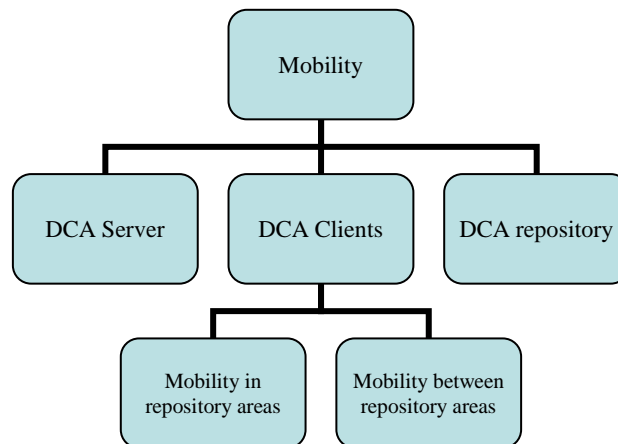 Mobility
DCA Server
DCA Clients
DCA repository
Mobility in
repository areas
Mobility between
repository areas